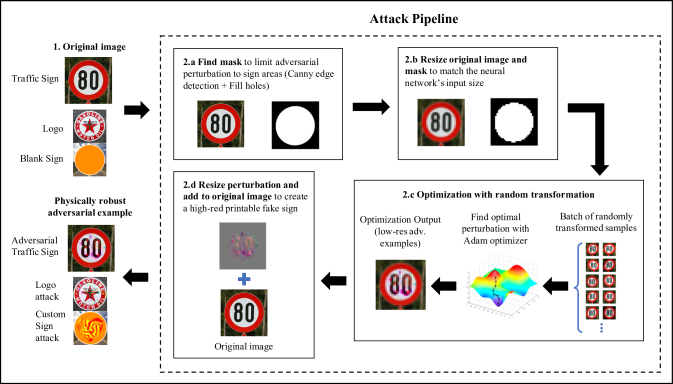 Attack Pipeline
1. Original image
Traffic Sign
80
Logo
Blank Sign
2.a Find mask to limit adversarial
perturbation to sign areas (Canny edge
detection + Fill holes)
80
2.b Resize original image and
mask to match the neural
network's input size
80
2.c Optimization with random transformation
Batch of randomly
transformed samples
Find optimal
perturbation with
Adam optimizer
Optimization Output
(low-res adv.
examples)
80
2.d Resize perturbation and
add to original image to create
a high-red printable fake sign
+
80
Original image
Physically robust
adversarial example
Adversarial
Traffic Sign
80
Logo
attack
Custom
Sign
attack